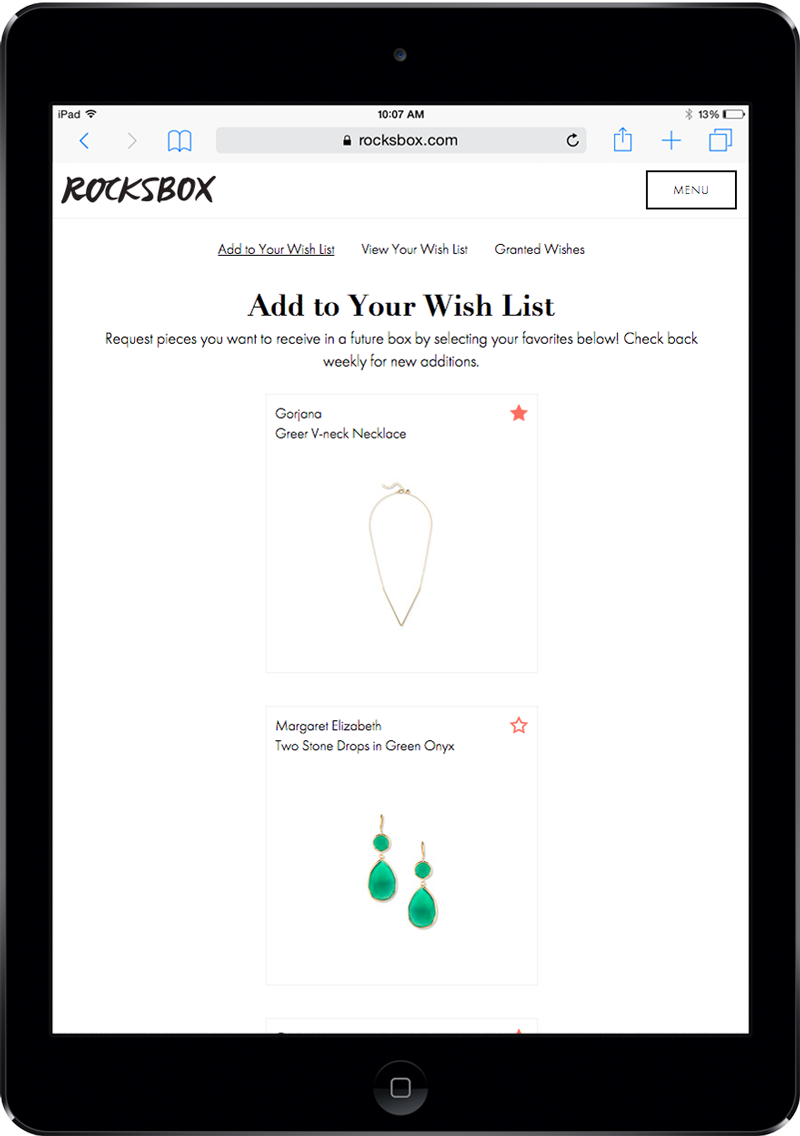 iPad 10:07 AM 13%
rocksbox.com
ROCKSBOX MENU
Add to Your Wish List View Your Wish List Granted Wishes
Add to Your Wish List
Request pieces you want to receive in a future box by selecting your favorites below! Check back
weekly for new additions.
Gorjana
Greer V-neck Necklace
Margaret Elizabeth
Two Stone Drops in Green Onyx